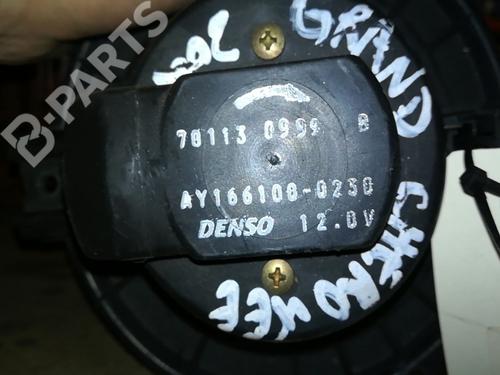 B-PARTS
GRAND
CHEROKEE
70113 0999 B
AY166100-0230
DENSO 12.0V